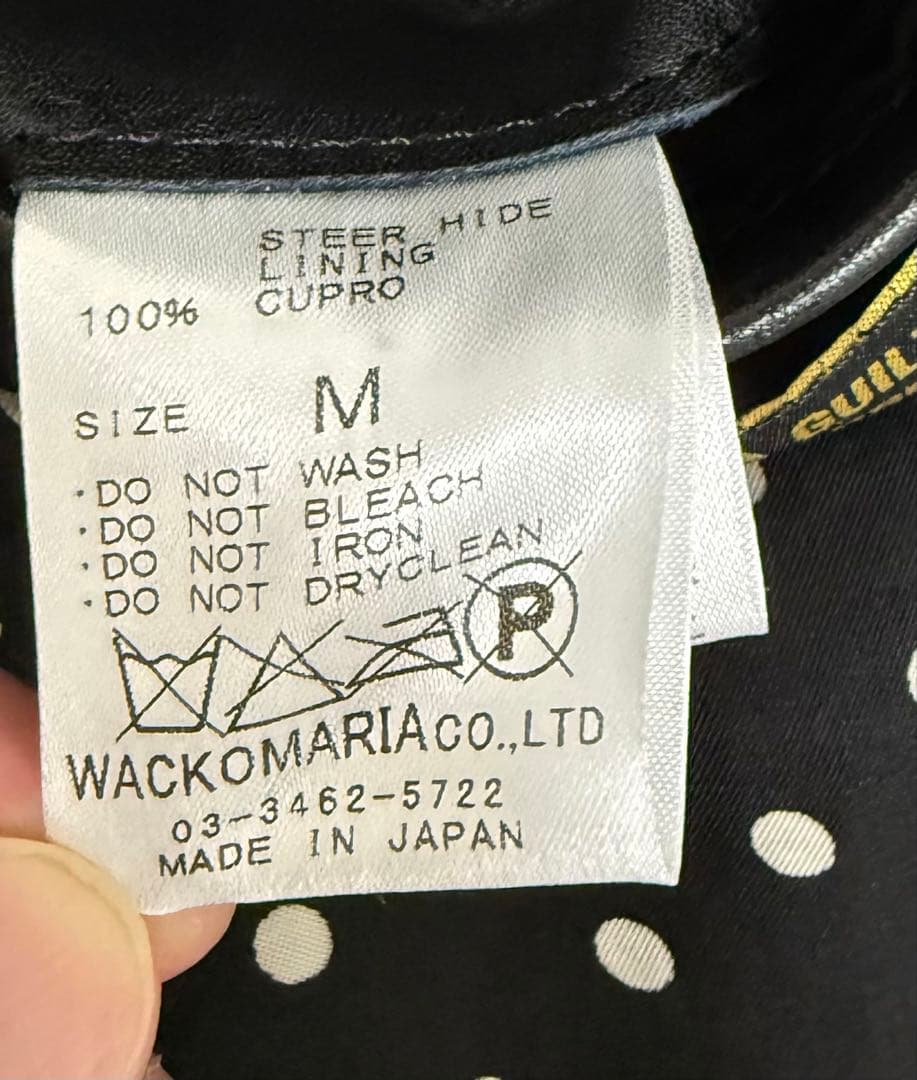 STEER HIDE
LINING
100% CUPRO
SIZE M
·DO NOT WASH
·DO NOT BLEACH
·DO NOT IRON
·DO NOT DRYCLEAN
P
WACKOMARIA CO.,LTD
03-3462-5722
MADE IN JAPAN